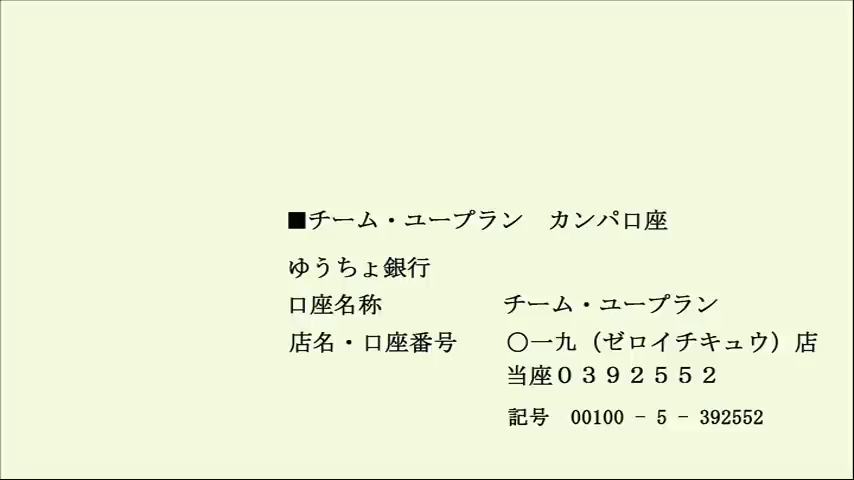 ■チーム・ユープラン　カンパ口座
ゆうちょ銀行
口座名称　チーム・ユープラン
店名・口座番号　〇一九（ゼロイチキュウ）店
当座０３９２５５２
記号　00100 － 5 － 392552